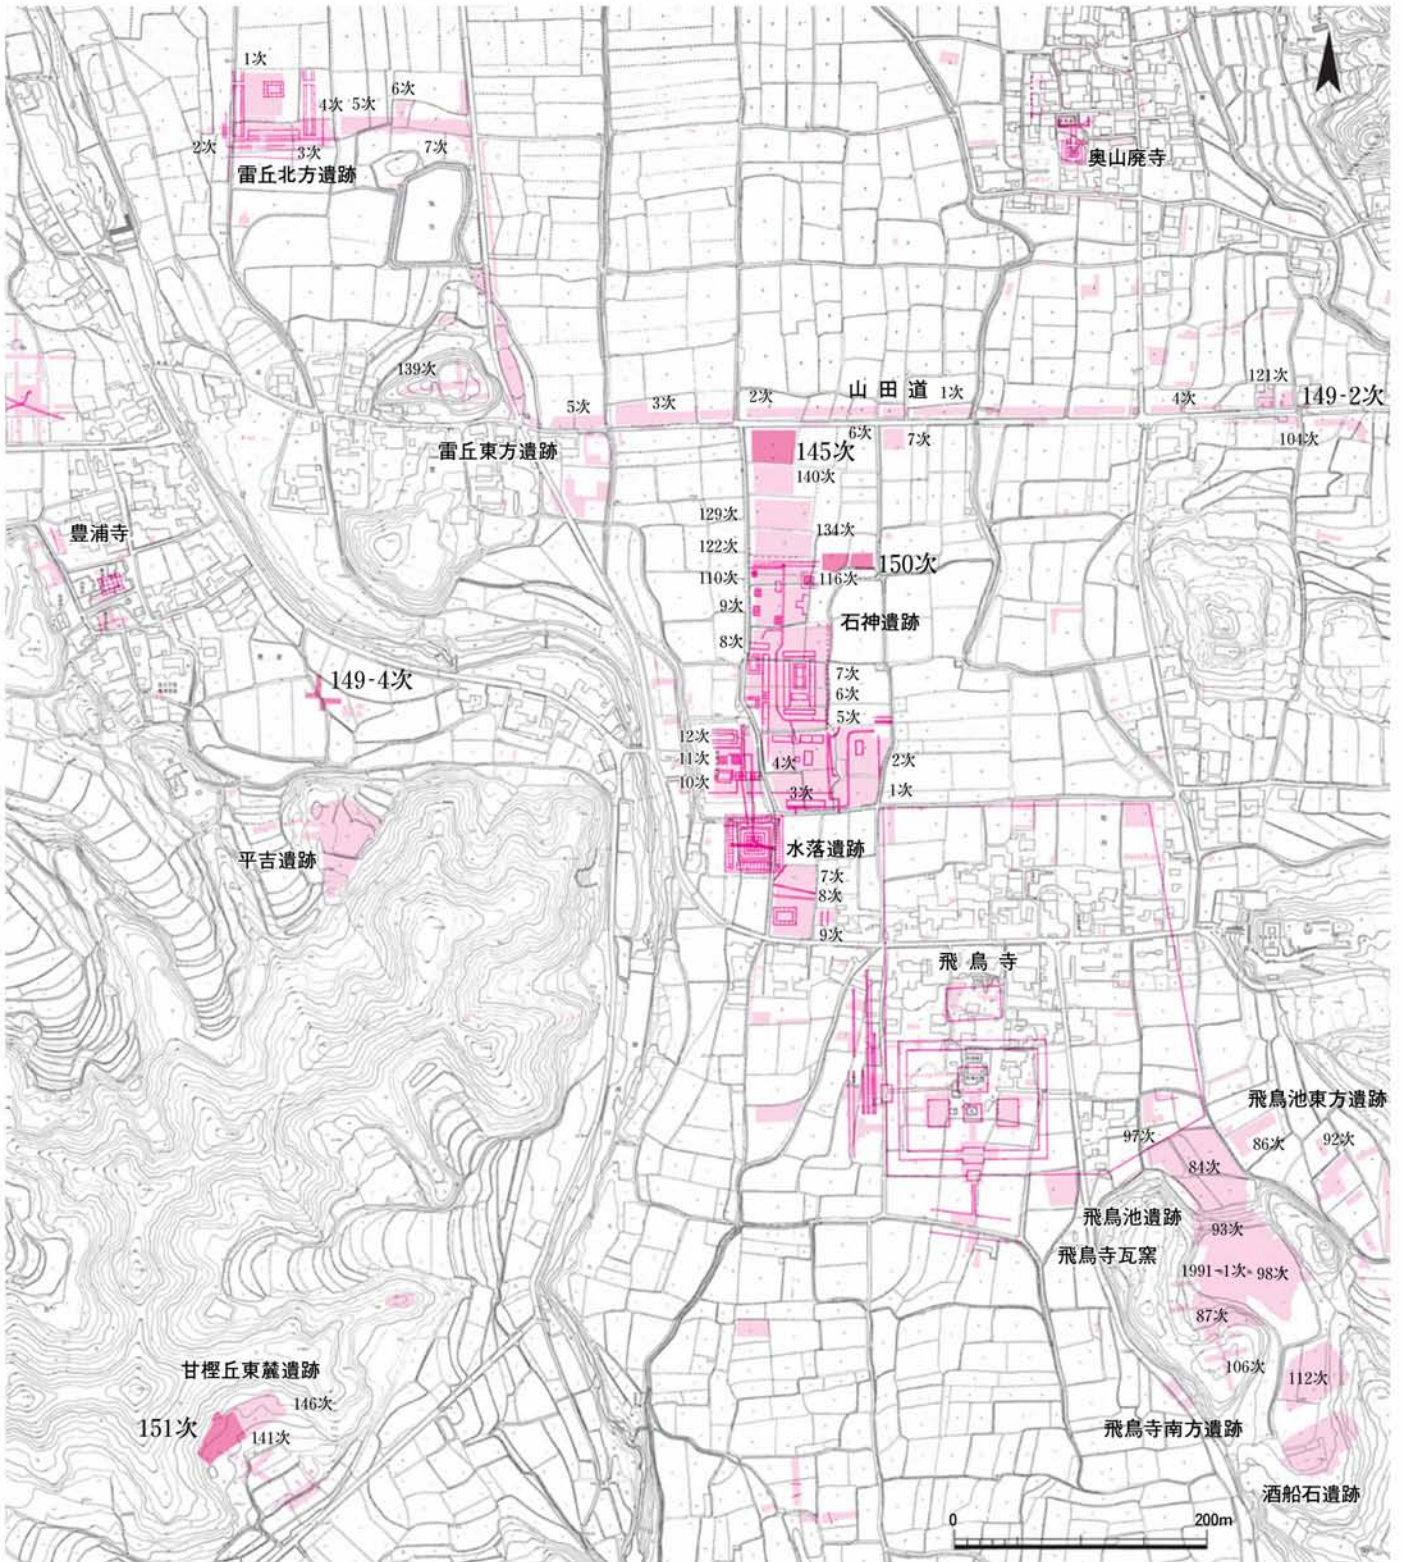 1次
6次
4次
5次
2次
3次
7次
雷丘北方遺跡
奥山廃寺
139次
121次
山田道
1次
5次
3次
2次
4次
149-2次
雷丘東方遺跡
6次
7次
145次
104次
140次
129次
134次
豊浦寺
122次
150次
110次
116次
9次
石神遺跡
8次
149-4次
7次
6次
5次
12次
11次
4次
2次
10次
3次
1次
平吉遺跡
水落遺跡
7次
8次
9次
飛鳥寺
飛鳥池東方遺跡
97次
86次
92次
84次
飛鳥池遺跡
93次
飛鳥寺瓦窯
1991-1次
98次
87次
甘樫丘東麓遺跡
106次
112次
146次
151次
141次
飛鳥寺南方遺跡
酒船石遺跡
0
200m